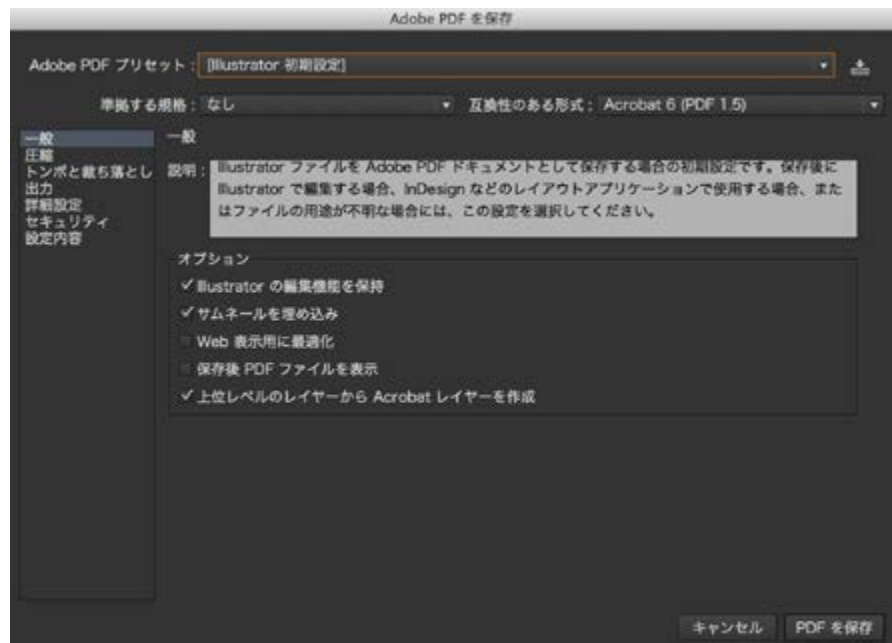 Adobe PDF を保存
Adobe PDF プリセット : [Illustrator 初期設定]
準拠する規格 : なし
互換性のある形式 : Acrobat 6 (PDF 1.5)
一般
圧縮
トンボと裁ち落とし
出力
詳細設定
セキュリティ
設定内容
一般
説明 : Illustrator ファイルを Adobe PDF ドキュメントとして保存する場合の初期設定です。保存後に
Illustrator で編集する場合、InDesign などのレイアウトアプリケーションで使用する場合、また
はファイルの用途が不明な場合には、この設定を選択してください。
オプション
Illustrator の編集機能を保持
サムネールを埋め込み
Web 表示用に最適化
保存後 PDF ファイルを表示
上位レベルのレイヤーから Acrobat レイヤーを作成
キャンセル
PDF を保存